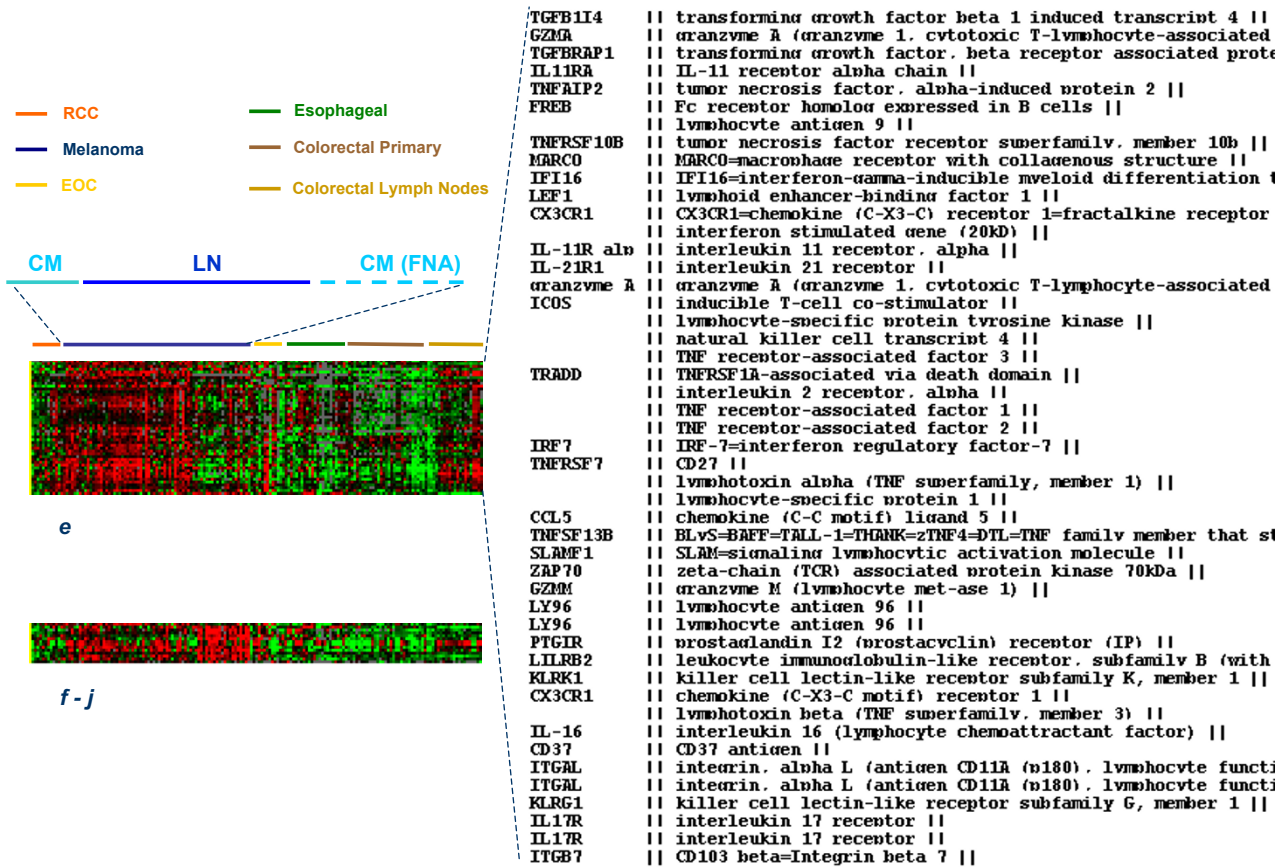 RCC
Melanoma
EOC
Esophageal
Colorectal Primary
Colorectal Lymph Nodes
CM
LN
CM (FNA)
e
f - j
TGFB1I4 || transforming growth factor beta 1 induced transcript 4 ||
GZMA || granzyme A (granzyme 1, cytotoxic T-lymphocyte-associated
TGFBRAP1 || transforming growth factor, beta receptor associated prote
IL11RA || IL-11 receptor alpha chain ||
TNFAIP2 || tumor necrosis factor, alpha-induced protein 2 ||
FREB || Fc receptor homolog expressed in B cells ||
|| lymphocyte antigen 9 ||
TNFRSF10B || tumor necrosis factor receptor superfamily, member 10b ||
MARCO || MARCO=macrophage receptor with collagenous structure ||
IFI16 || IFI16=interferon-gamma-inducible myeloid differentiation t
LEF1 || lymphoid enhancer-binding factor 1 ||
CX3CR1 || CX3CR1=chemokine (C-X3-C) receptor 1=fractalkine receptor
|| interferon stimulated gene (20kD) ||
IL-11R alp || interleukin 11 receptor, alpha ||
IL-21R1 || interleukin 21 receptor ||
granzyme A || granzyme A (granzyme 1, cytotoxic T-lymphocyte-associated
ICOS || inducible T-cell co-stimulator ||
|| lymphocyte-specific protein tyrosine kinase ||
|| natural killer cell transcript 4 ||
|| TNF receptor-associated factor 3 ||
TRADD || TNFRSF1A-associated via death domain ||
|| interleukin 2 receptor, alpha ||
|| TNF receptor-associated factor 1 ||
|| TNF receptor-associated factor 2 ||
IRF7 || IRF-7=interferon regulatory factor-7 ||
TNFRSF7 || CD27 ||
|| lymphotoxin alpha (TNF superfamily, member 1) ||
|| lymphocyte-specific protein 1 ||
CCL5 || chemokine (C-C motif) ligand 5 ||
TNFSF13B || BLyS=BAFF=TALL-1=THANK=zTNF4=DTL=TNF family member that st
SLAMF1 || SLAM=signaling lymphocytic activation molecule ||
ZAP70 || zeta-chain (TCR) associated protein kinase 70kDa ||
GZMM || granzyme M (lymphocyte met-ase 1) ||
LY96 || lymphocyte antigen 96 ||
LY96 || lymphocyte antigen 96 ||
PTGIR || prostaglandin I2 (prostacyclin) receptor (IP) ||
LILRB2 || leukocyte immunoglobulin-like receptor, subfamily B (with
KLRK1 || killer cell lectin-like receptor subfamily K, member 1 ||
CX3CR1 || chemokine (C-X3-C motif) receptor 1 ||
|| lymphotoxin beta (TNF superfamily, member 3) ||
IL-16 || interleukin 16 (lymphocyte chemoattractant factor) ||
CD37 || CD37 antigen ||
ITGAL || integrin, alpha L (antigen CD11A (p180), lymphocyte functi
ITGAL || integrin, alpha L (antigen CD11A (p180), lymphocyte functi
KLRG1 || killer cell lectin-like receptor subfamily G, member 1 ||
IL17R || interleukin 17 receptor ||
IL17R || interleukin 17 receptor ||
ITGB7 || CD103 beta=Integrin beta 7 ||